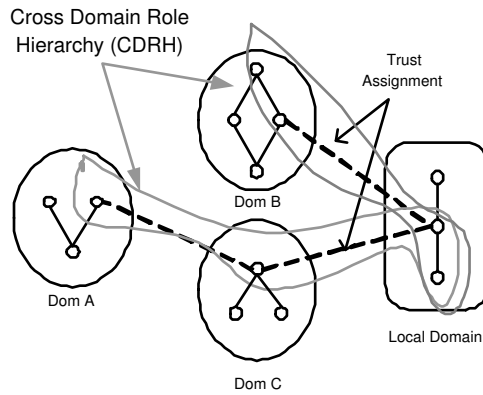 Cross Domain Role
Hierarchy (CDRH)
Trust
Assignment
Dom B
Dom A
Local Domain
Dom C